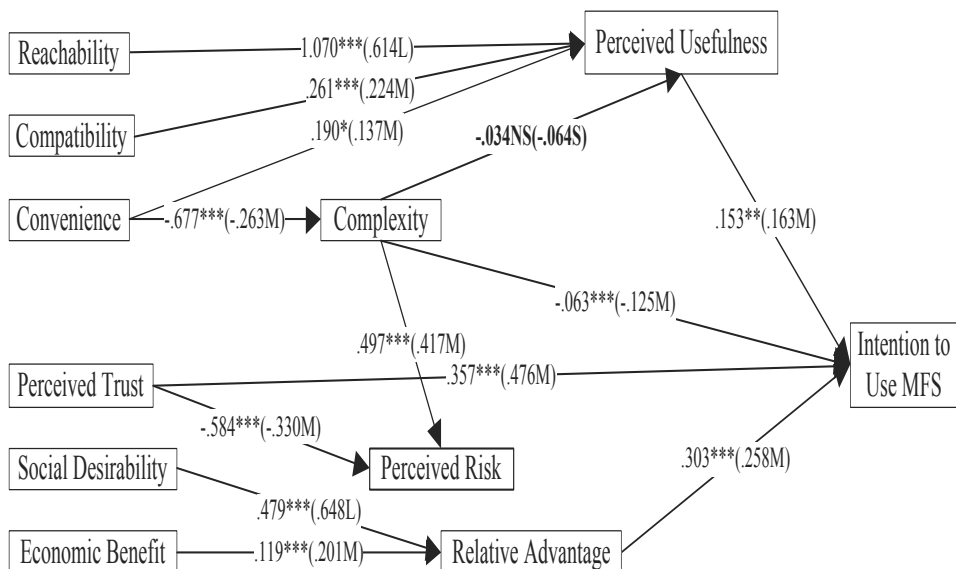 Perceived Usefulness
Reachability
1.070***(.614L)
.261***(.224M)
Compatibility
.190*(.137M)
-.034NS(-.064S)
Convenience
-.677***(-.263M)
Complexity
.153**(.163M)
-.063***(-.125M)
.497***(.417M)
Intention to
Use MFS
Perceived Trust
.357***(.476M)
-.584***(-.330M)
Social Desirability
Perceived Risk
.303***(.258M)
.479***(.648L)
Economic Benefit
.119***(.201M)
Relative Advantage